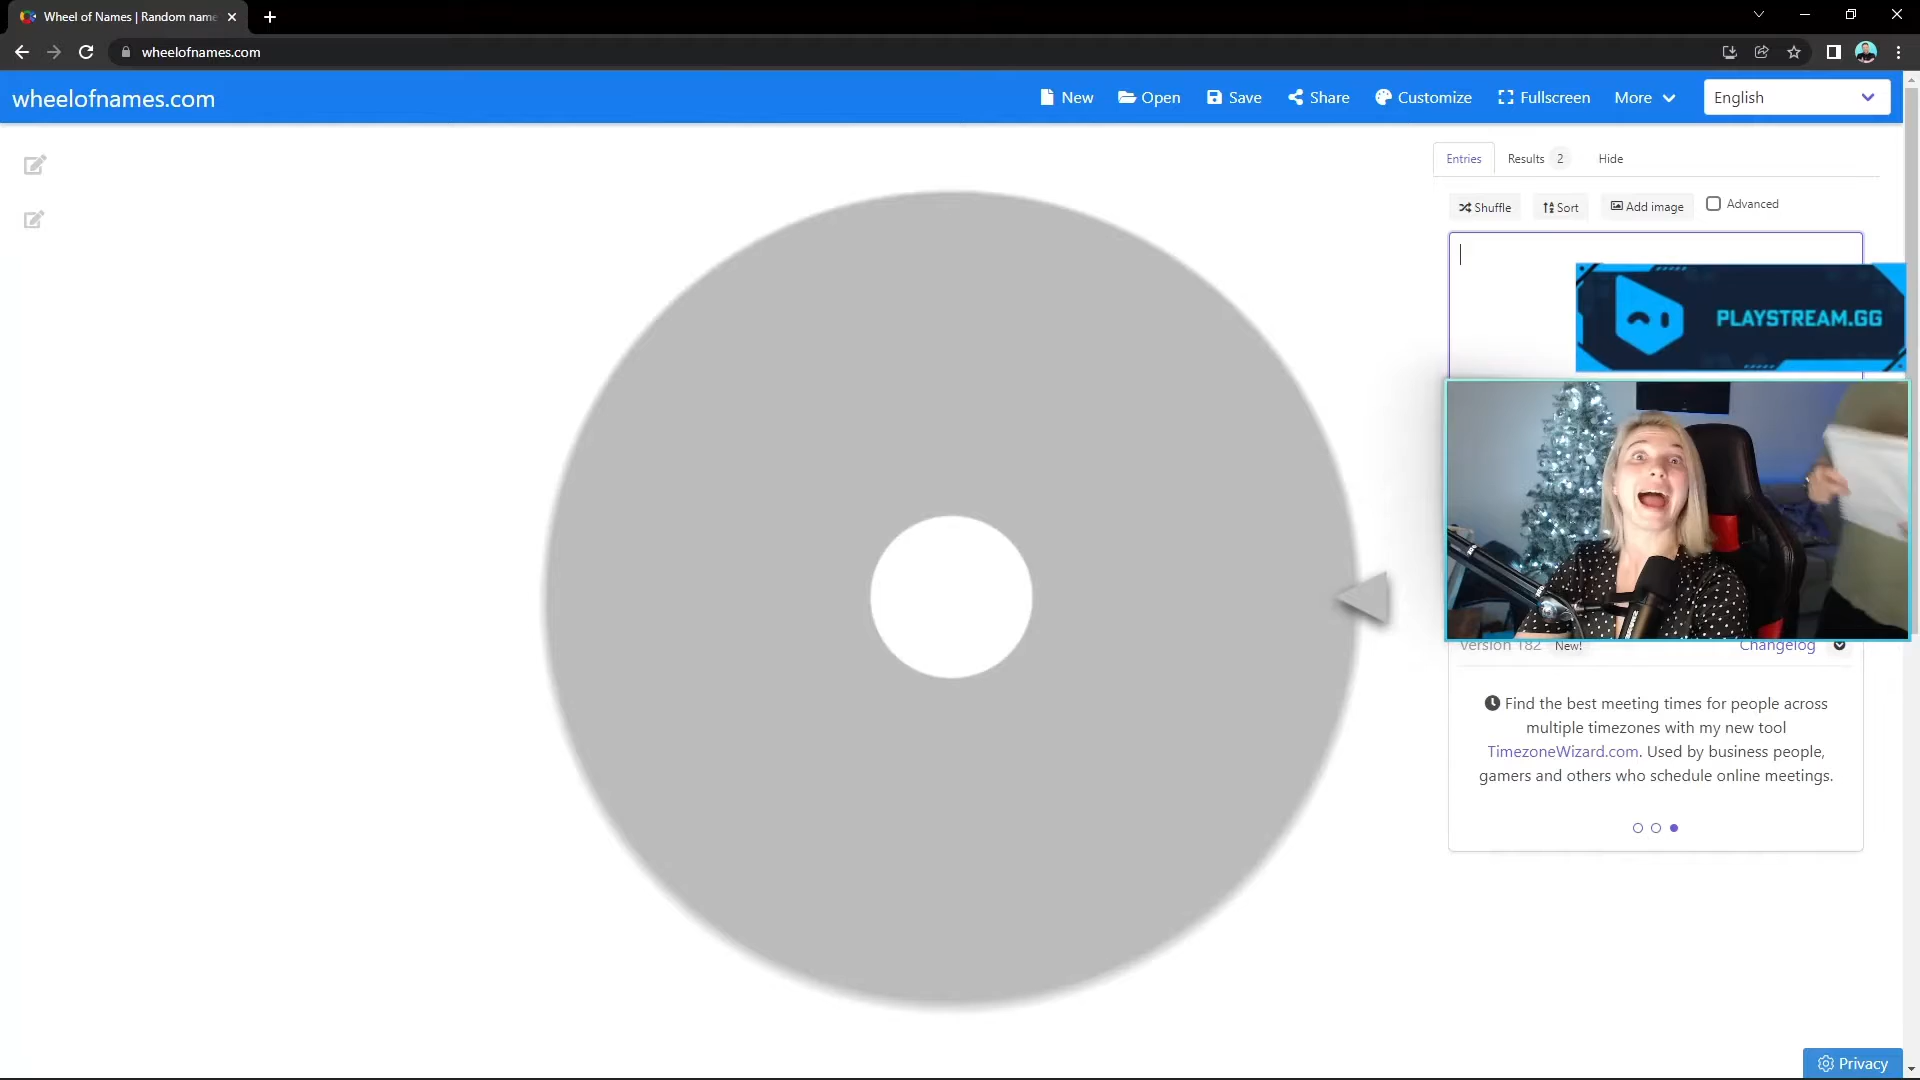 Wheel of Names | Random name
wheelofnames.com
wheelofnames.com
New
Open
Save
Share
Customize
Fullscreen
More
English
Entries
Results 2
Hide
Shuffle
Sort
Add image
Advanced
PLAYSTREAM.GG
Version 182 New!
Changelog
Find the best meeting times for people across
multiple timezones with my new tool
TimezoneWizard.com. Used by business people,
gamers and others who schedule online meetings.
Privacy